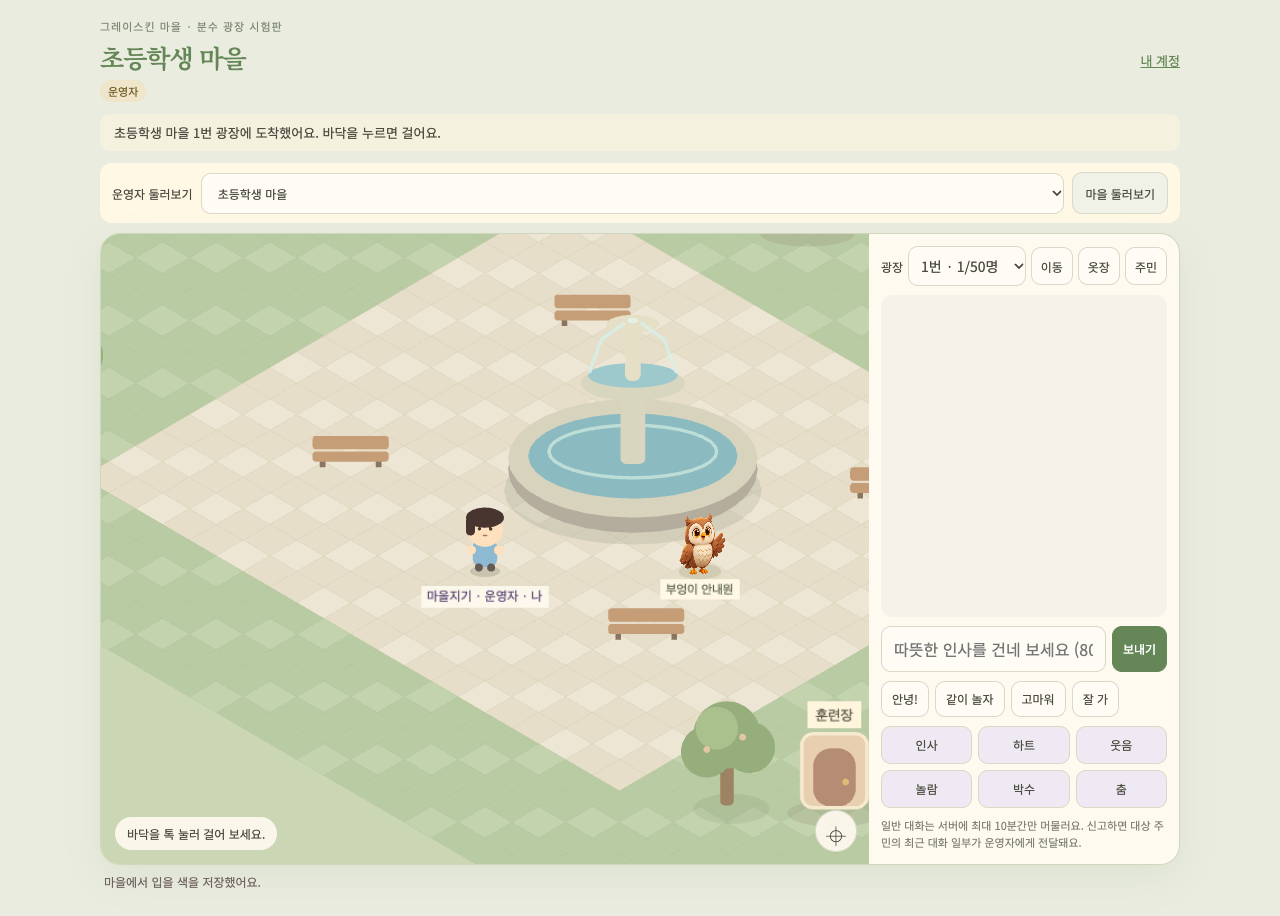 그레이스킨 마을 · 분수 광장 시험판
초등학생 마을
내 계정
운영자
초등학생 마을 1번 광장에 도착했어요. 바닥을 누르면 걸어요.
운영자 둘러보기
초등학생 마을
마을 둘러보기
광장
1번 · 1/50명
이동
옷장
주민
마을지기 · 운영자 · 나
부엉이 안내원
훈련장
바닥을 톡 눌러 걸어 보세요.
따뜻한 인사를 건네 보세요 (80
보내기
안녕!
같이 놀자
고마워
잘 가
인사
하트
웃음
놀람
박수
춤
일반 대화는 서버에 최대 10분간만 머물러요. 신고하면 대상 주
민의 최근 대화 일부가 운영자에게 전달돼요.
마을에서 입을 색을 저장했어요.